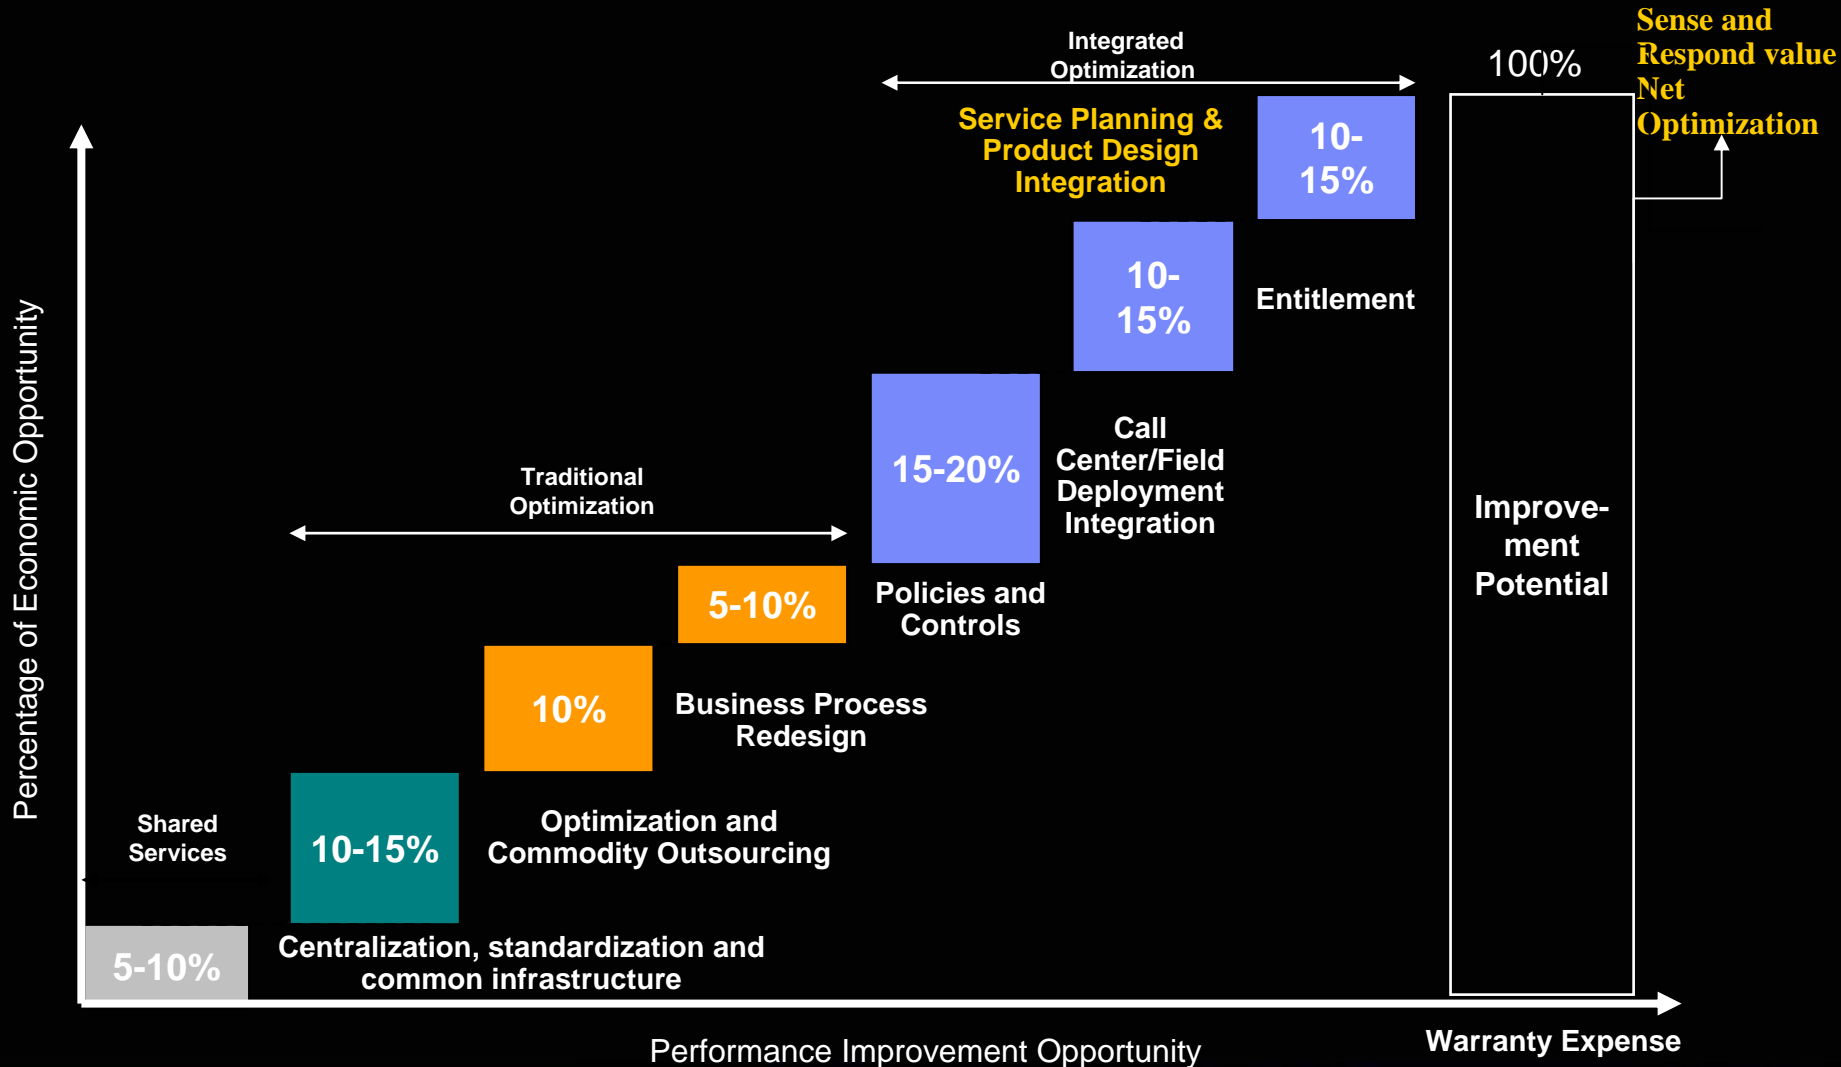 Sense and
Respond value
Net
Optimization
Integrated
Optimization
100%
Service Planning &
Product Design
Integration
10-
15%
10-
15%
Entitlement
Percentage of Economic Opportunity
15-20%
Call
Center/Field
Deployment
Integration
Traditional
Optimization
Improve-
ment
Potential
5-10%
Policies and
Controls
10%
Business Process
Redesign
Shared
Services
10-15%
Optimization and
Commodity Outsourcing
5-10%
Centralization, standardization and
common infrastructure
Performance Improvement Opportunity
Warranty Expense